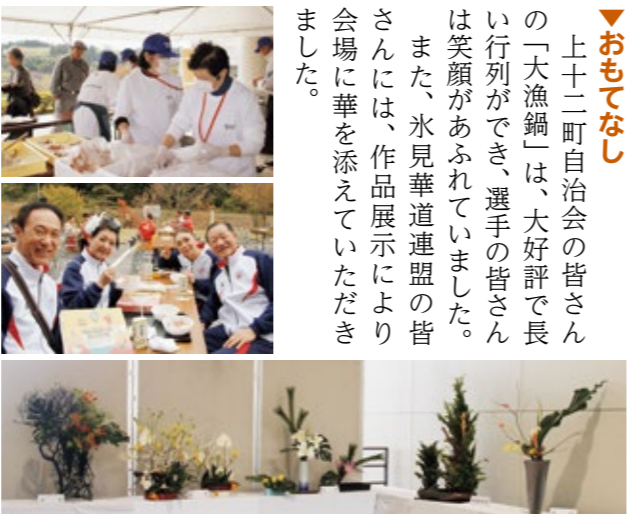 ▼おもてなし
上十二町自治会の皆さん
の「大漁鍋」は、大好評で長
い行列ができ、選手の皆さん
は笑顔があふれていました。
また、氷見華道連盟の皆
さんには、作品展示により
会場に華を添えていただき
ました。